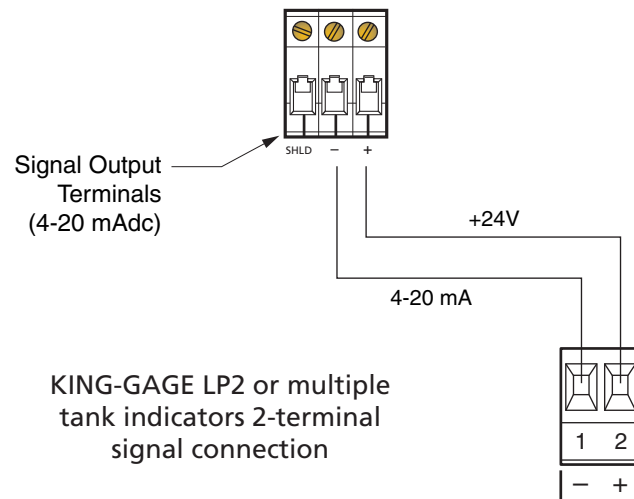 SHLD − +
Signal Output
Terminals
(4-20 mAdc)
+24V
4-20 mA
KING-GAGE LP2 or multiple
tank indicators 2-terminal
signal connection
1 2
− +